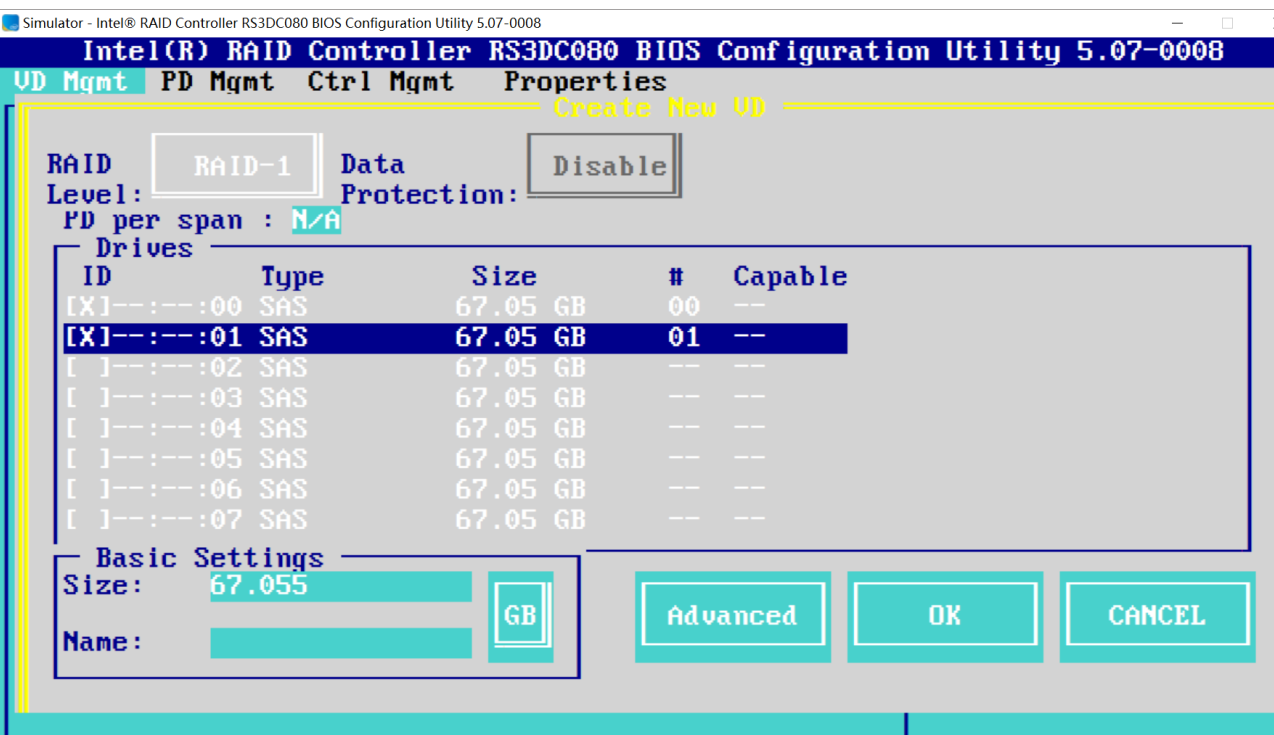 Simulator - Intel® RAID Controller RS3DC080 BIOS Configuration Utility 5.07-0008
Intel(R) RAID Controller RS3DC080 BIOS Configuration Utility 5.07-0008
VD Mgmt PD Mgmt Ctrl Mgmt Properties
Create New VD
RAID Level: RAID-1 Data Protection: Disable
PD per span : N/A
Drives
ID Type Size # Capable
[X]--:--:00 SAS 67.05 GB 00 --
[X]--:--:01 SAS 67.05 GB 01 --
[ ]--:--:02 SAS 67.05 GB -- --
[ ]--:--:03 SAS 67.05 GB -- --
[ ]--:--:04 SAS 67.05 GB -- --
[ ]--:--:05 SAS 67.05 GB -- --
[ ]--:--:06 SAS 67.05 GB -- --
[ ]--:--:07 SAS 67.05 GB -- --
Basic Settings
Size: 67.055 GB
Name:
Advanced OK CANCEL